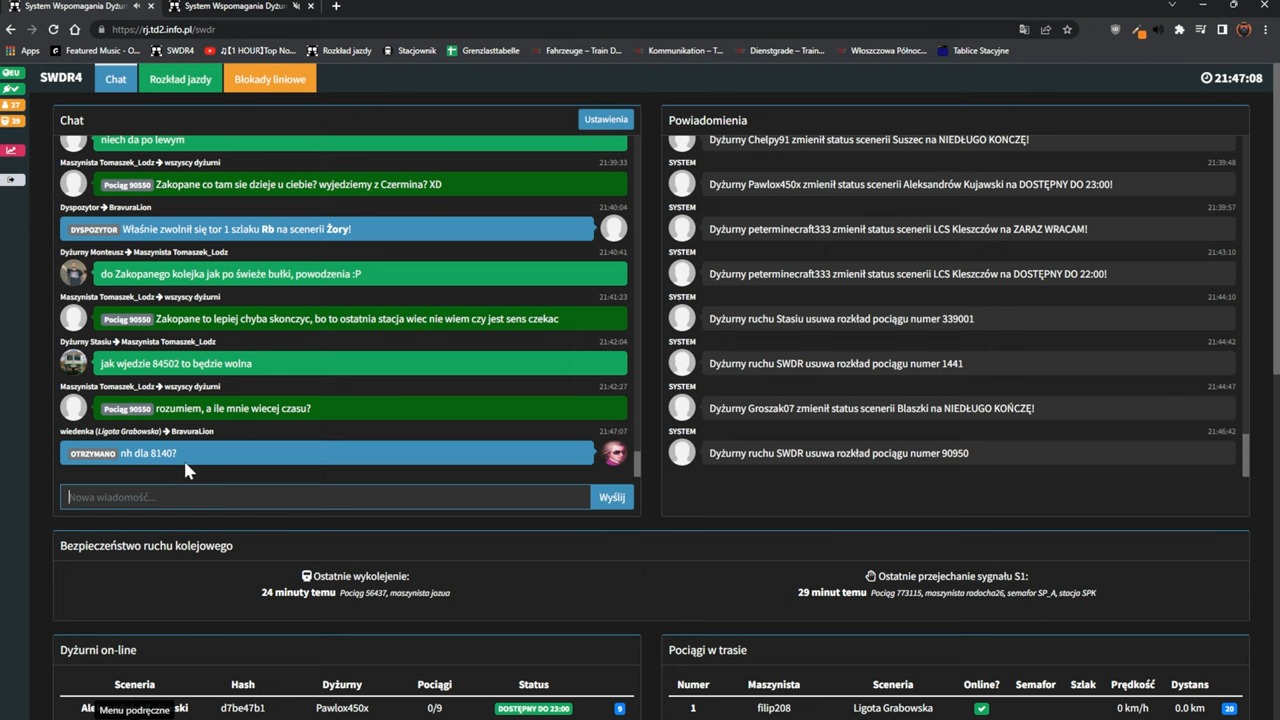 System Wspomagania Dyżur
System Wspomagania Dyżur
https://rj.td2.info.pl/swdr
Apps
Featured Music - O...
SWDR4
[1 HOUR]Top No...
Rozkład jazdy
Stacjownik
Grenzlasttabelle
Fahrzeuge – Train D...
Kommunikation – T...
Dienstgrade – Train...
Włoszczowa Północ...
Tablice Stacyjne
EU
27
39
SWDR4
Chat
Rozkład jazdy
Blokady liniowe
21:47:08
Chat
Ustawienia
niech da po lewym
Maszynista Tomaszek_Lodz → wszyscy dyżurni
21:39:33
Pociąg 90550 Zakopane co tam sie dzieje u ciebie? wyjedziemy z Czermina? XD
Dyspozytor → BravuraLion
21:40:04
DYSPOZYTOR Właśnie zwolnił się tor 1 szlaku Rb na scenerii Żory!
Dyżurny Monteusz → Maszynista Tomaszek_Lodz
21:40:41
do Zakopanego kolejka jak po świeże bułki, powodzenia :P
Maszynista Tomaszek_Lodz → wszyscy dyżurni
21:41:23
Pociąg 90550 Zakopane to lepiej chyba skonczyc, bo to ostatnia stacja wiec nie wiem czy jest sens czekac
Dyżurny Stasiu → Maszynista Tomaszek_Lodz
21:42:04
jak wjedzie 84502 to będzie wolna
Maszynista Tomaszek_Lodz → wszyscy dyżurni
21:42:27
Pociąg 90550 rozumiem, a ile mnie wiecej czasu?
wiedenka (Ligota Grabowska) → BravuraLion
21:47:07
OTRZYMANO nh dla 8140?
Nowa wiadomość...
Wyślij
Powiadomienia
Dyżurny Chelpy91 zmienił status scenerii Suszec na NIEDŁUGO KOŃCZĘ!
SYSTEM
21:39:48
Dyżurny Pawlox450x zmienił status scenerii Aleksandrów Kujawski na DOSTĘPNY DO 23:00!
SYSTEM
21:39:57
Dyżurny peterminecraft333 zmienił status scenerii LCS Kleszczów na ZARAZ WRACAM!
SYSTEM
21:43:10
Dyżurny peterminecraft333 zmienił status scenerii LCS Kleszczów na DOSTĘPNY DO 22:00!
SYSTEM
21:44:10
Dyżurny ruchu Stasiu usuwa rozkład pociągu numer 339001
SYSTEM
21:44:42
Dyżurny ruchu SWDR usuwa rozkład pociągu numer 1441
SYSTEM
21:44:47
Dyżurny Groszak07 zmienił status scenerii Blaszki na NIEDŁUGO KOŃCZĘ!
SYSTEM
21:46:42
Dyżurny ruchu SWDR usuwa rozkład pociągu numer 90950
Bezpieczeństwo ruchu kolejowego
Ostatnie wykolejenie:
24 minuty temu Pociąg 56437, maszynista jozua
Ostatnie przejechanie sygnału S1:
29 minut temu Pociąg 773115, maszynista radocha26, semafor SP_A, stacja SPK
Dyżurni on-line
Sceneria Hash Dyżurny Pociągi Status
d7be47b1 Pawlox450x 0/9 DOSTĘPNY DO 23:00 9
Menu podręczne
Pociągi w trasie
Numer Maszynista Sceneria Online? Semafor Szlak Prędkość Dystans
1 filip208 Ligota Grabowska 0 km/h 0.0 km 20